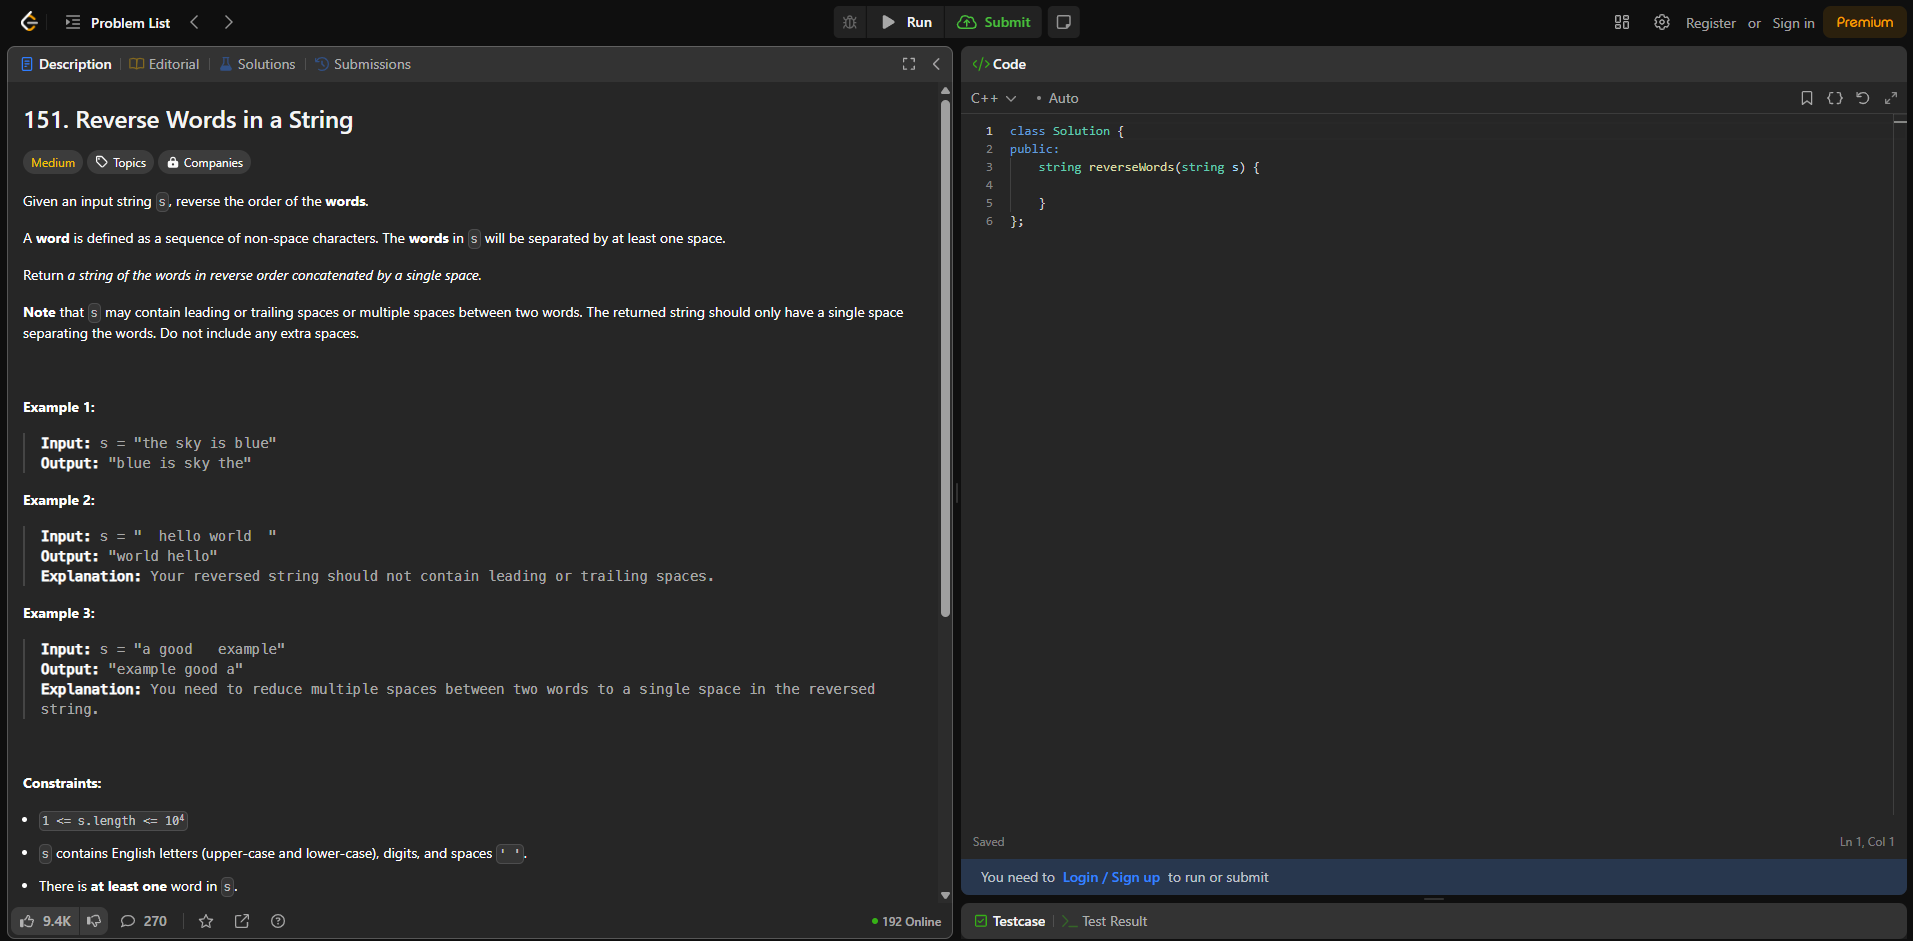 Problem List
Run
Submit
Register or Sign in
Premium
Description
Editorial
Solutions
Submissions
151. Reverse Words in a String
Medium
Topics
Companies
Given an input string s, reverse the order of the words.
A word is defined as a sequence of non-space characters. The words in s will be separated by at least one space.
Return a string of the words in reverse order concatenated by a single space.
Note that s may contain leading or trailing spaces or multiple spaces between two words. The returned string should only have a single space
separating the words. Do not include any extra spaces.
Example 1:
Input: s = "the sky is blue"
Output: "blue is sky the"
Example 2:
Input: s = "  hello world  "
Output: "world hello"
Explanation: Your reversed string should not contain leading or trailing spaces.
Example 3:
Input: s = "a good   example"
Output: "example good a"
Explanation: You need to reduce multiple spaces between two words to a single space in the reversed
string.
Constraints:
• 1 <= s.length <= 10⁴
• s contains English letters (upper-case and lower-case), digits, and spaces ' '.
• There is at least one word in s.
9.4K
270
192 Online
</> Code
C++
• Auto
1 class Solution {
2 public:
3     string reverseWords(string s) {
4
5     }
6 };
Saved
Ln 1, Col 1
You need to Login / Sign up to run or submit
Testcase
>_ Test Result